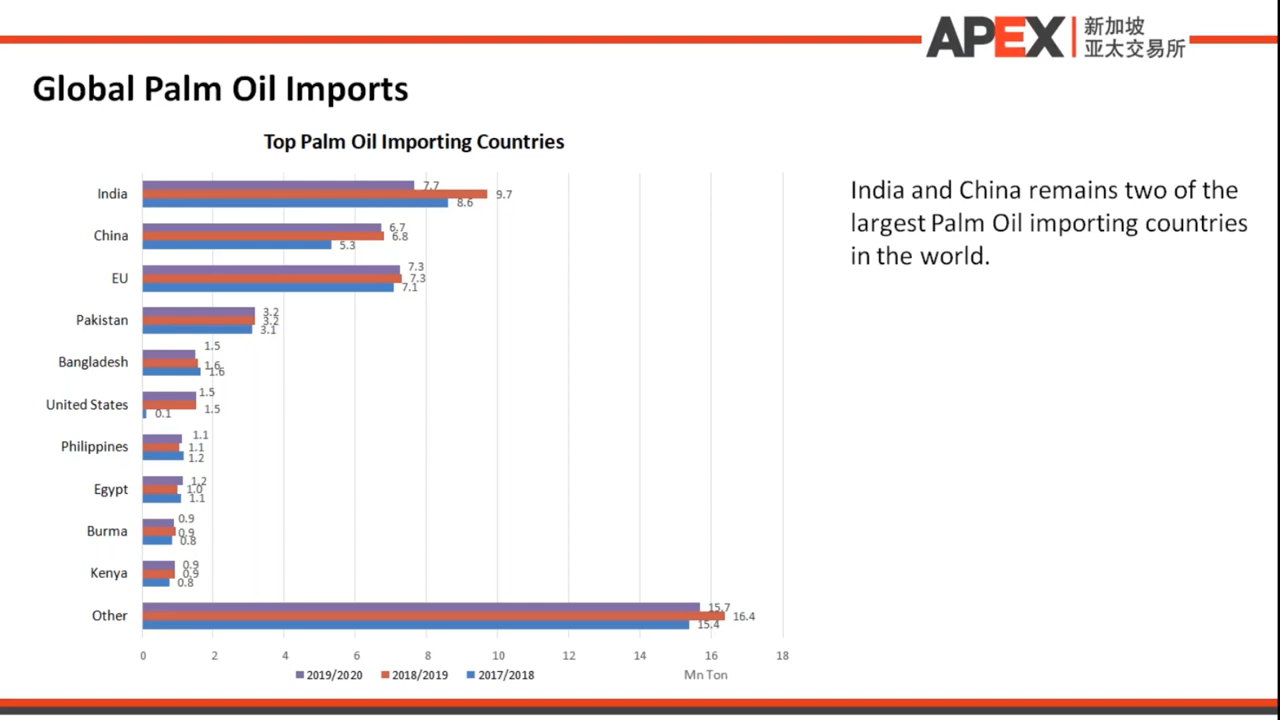 APEX
新加坡
亚太交易所
Global Palm Oil Imports
Top Palm Oil Importing Countries
India and China remains two of the
largest Palm Oil importing countries
in the world.
India 7.7 9.7 8.6
China 6.7 6.8 5.3
EU 7.3 7.3 7.1
Pakistan 3.2 3.2 3.1
Bangladesh 1.5 1.6 1.6
United States 1.5 1.5 0.1
Philippines 1.1 1.1 1.2
Egypt 1.2 1.0 1.1
Burma 0.9 0.9 0.8
Kenya 0.9 0.9 0.8
Other 15.7 16.4 15.4
0 2 4 6 8 10 12 14 16 18
2019/2020 2018/2019 2017/2018 Mn Ton